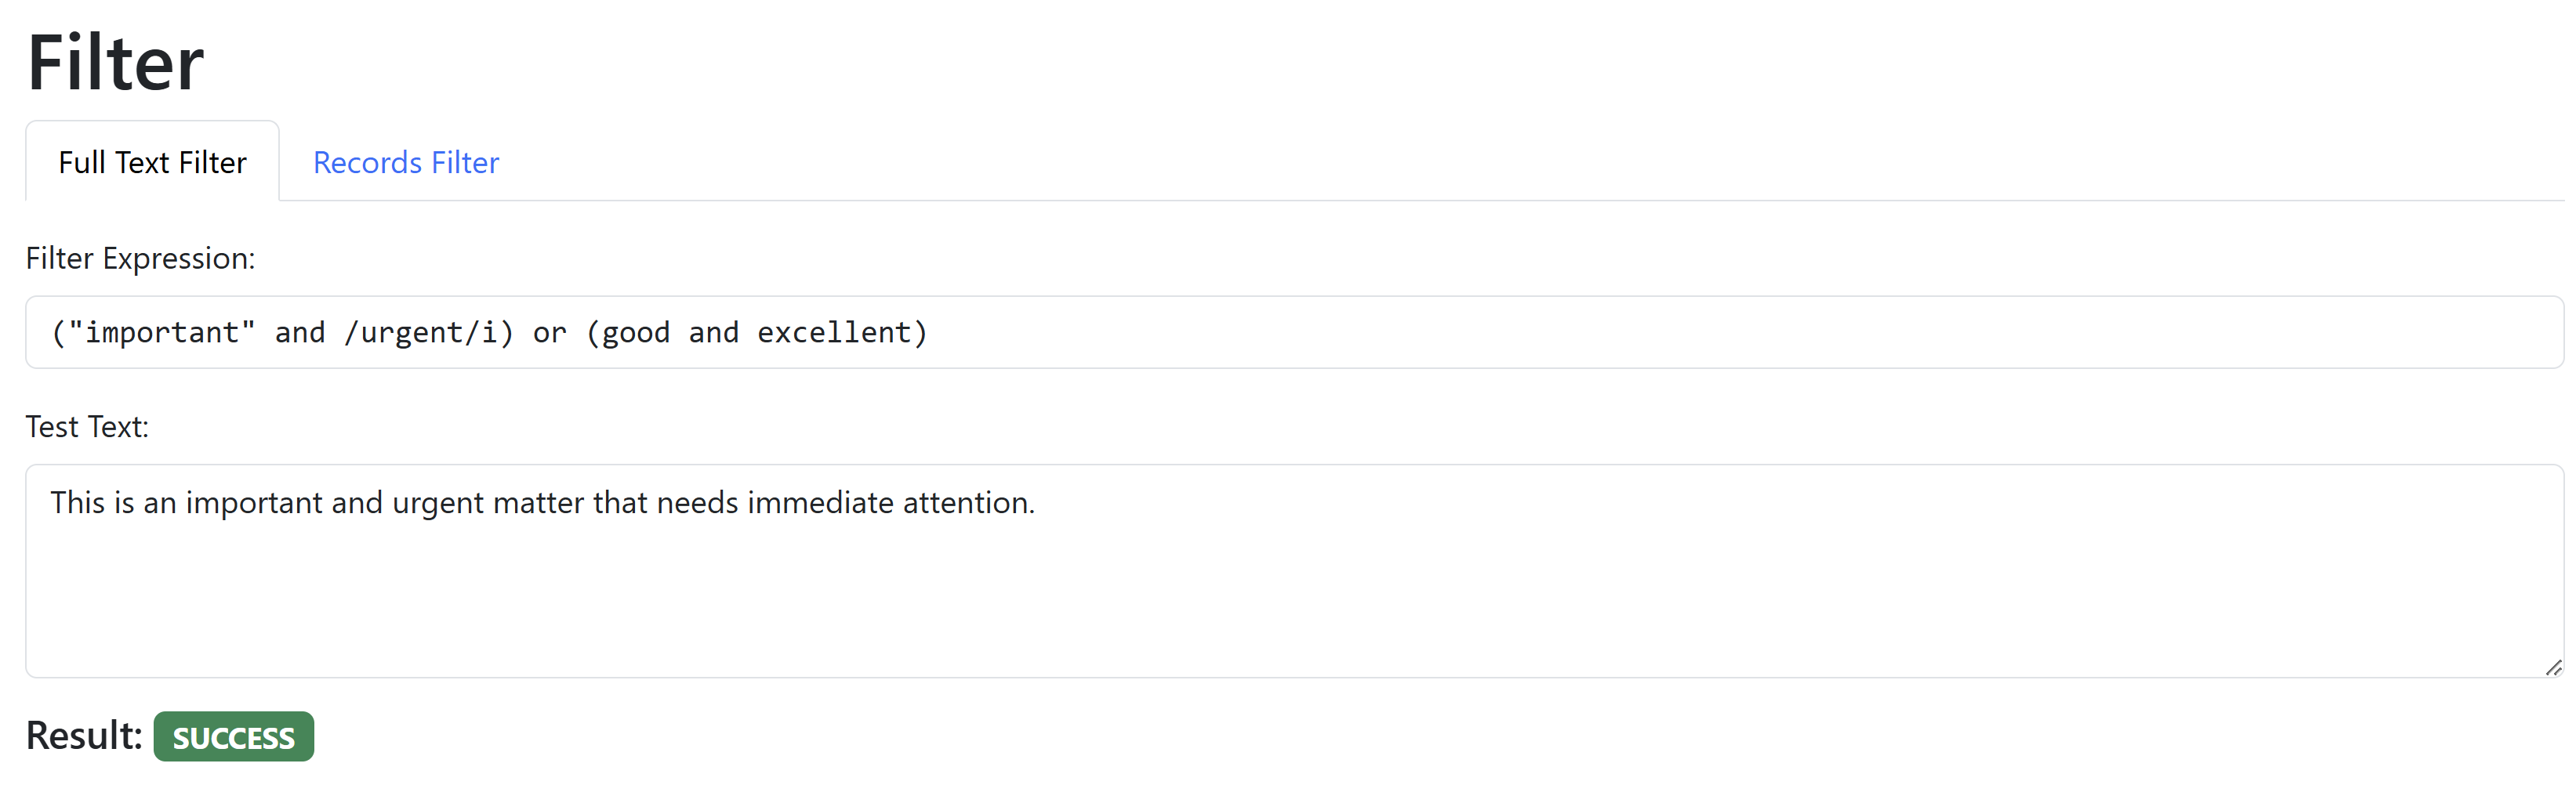 Filter
Full Text Filter Records Filter
Filter Expression:
("important" and /urgent/i) or (good and excellent)
Test Text:
This is an important and urgent matter that needs immediate attention.
Result: SUCCESS